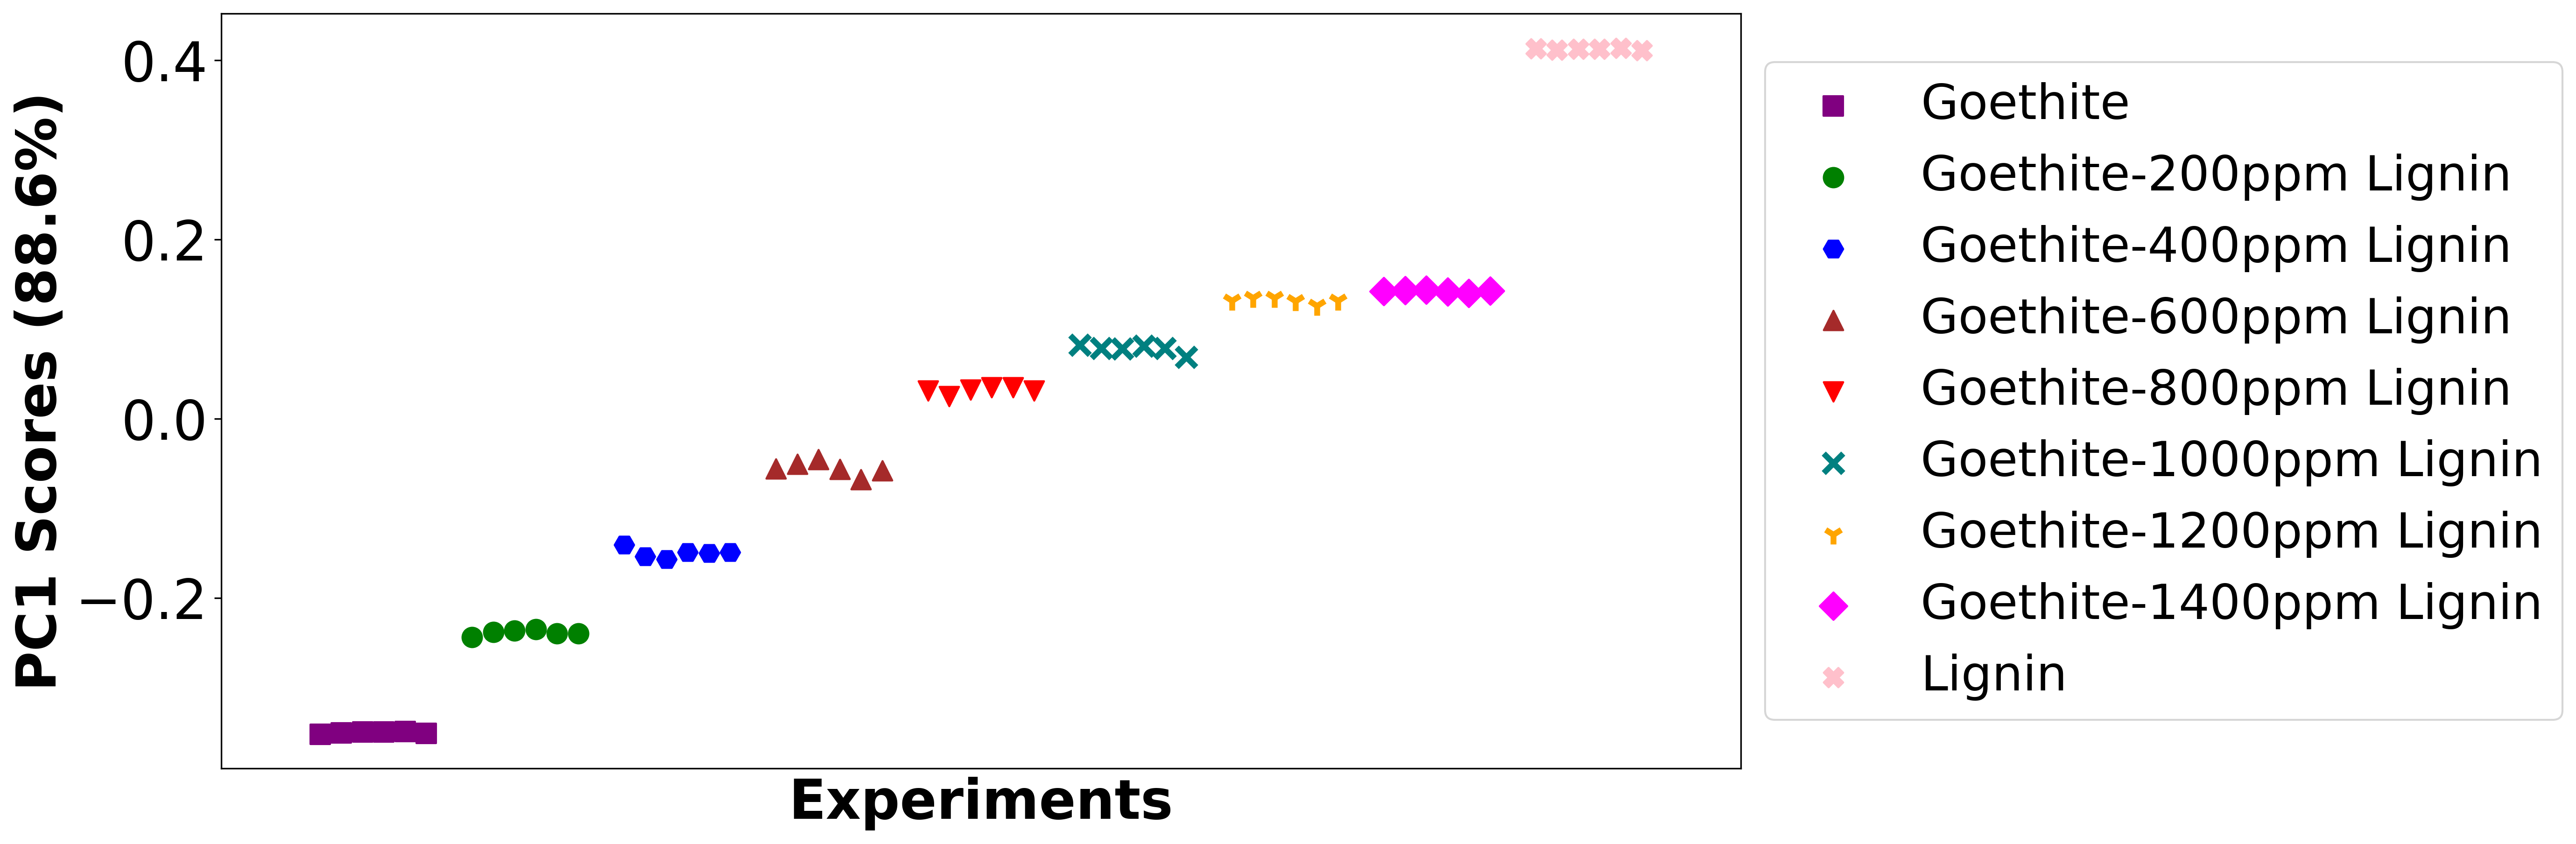 PC1 Scores (88.6%)
0.4
0.2
0.0
−0.2
Experiments
Goethite
Goethite-200ppm Lignin
Goethite-400ppm Lignin
Goethite-600ppm Lignin
Goethite-800ppm Lignin
Goethite-1000ppm Lignin
Goethite-1200ppm Lignin
Goethite-1400ppm Lignin
Lignin